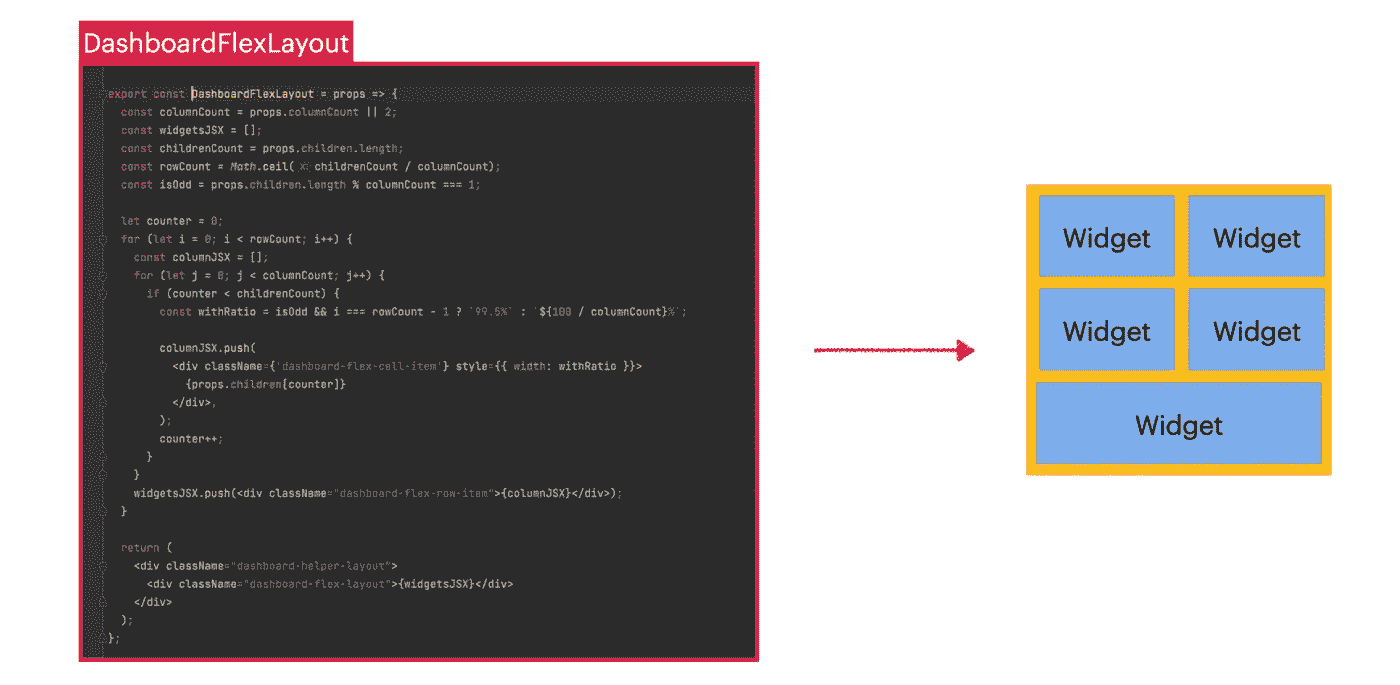 DashboardFlexLayout
export const DashboardFlexLayout = props => {
const columnCount = props.columnCount || 2;
const widgetsJSX = [];
const childrenCount = props.children.length;
const rowCount = Math.ceil( x: childrenCount / columnCount);
const isOdd = props.children.length % columnCount === 1;
let counter = 0;
for (let i = 0; i < rowCount; i++) {
const columnJSX = [];
for (let j = 0; j < columnCount; j++) {
if (counter < childrenCount) {
const withRatio = isOdd && i === rowCount - 1 ? `99.5%` : `${100 / columnCount}%`;
columnJSX.push(
<div className={'dashboard-flex-cell-item'} style={{ width: withRatio }}>
{props.children[counter]}
</div>,
);
counter++;
}
}
widgetsJSX.push(<div className="dashboard-flex-row-item">{columnJSX}</div>);
}
return (
<div className="dashboard-helper-layout">
<div className="dashboard-flex-layout">{widgetsJSX}</div>
</div>
);
};
Widget Widget
Widget Widget
Widget